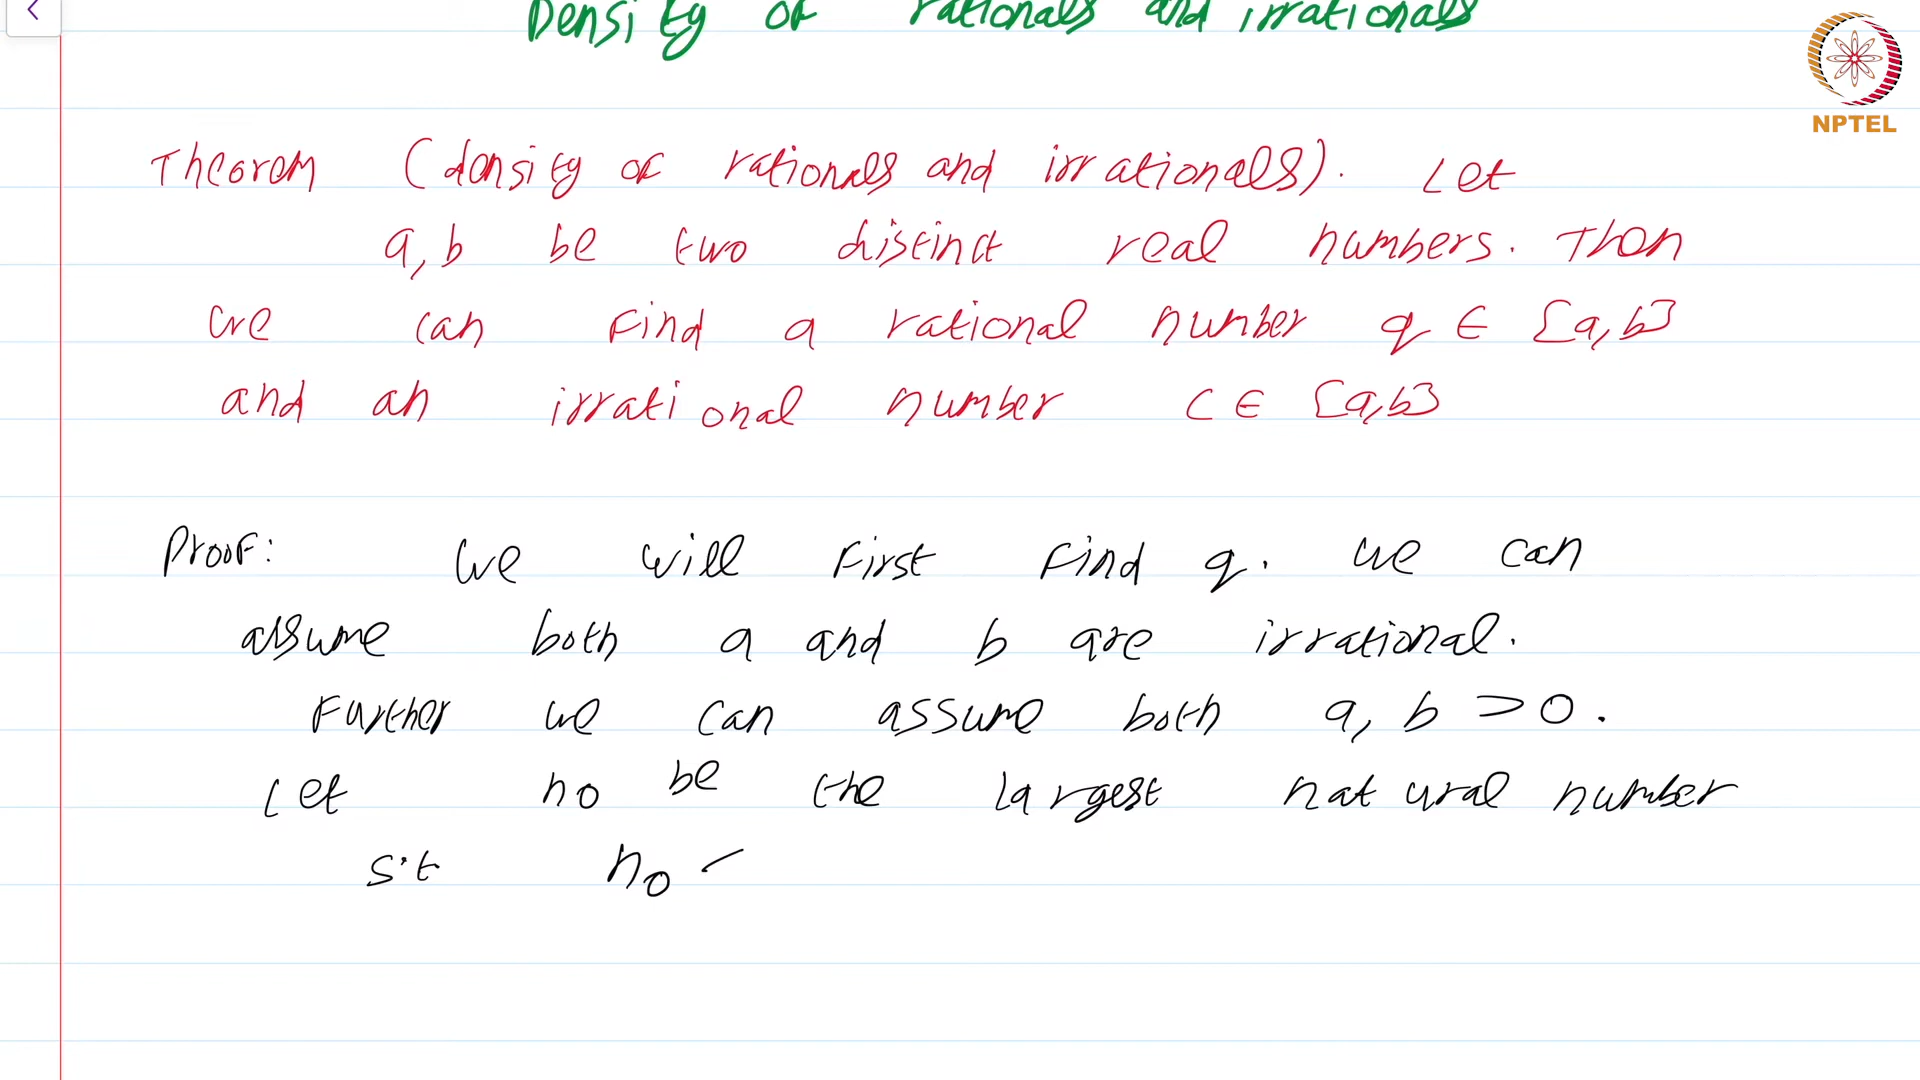 Density of rationals and irrationals
NPTEL
Theorem (density of rationals and irrationals). Let
a, b be two distinct real numbers. Then
we can find a rational number q ∈ [a, b]
and an irrational number c ∈ [a, b]
Proof: We will first find q. We can
assume both a and b are irrational.
Further we can assume both a, b > 0.
Let n₀ be the largest natural number
s.t n₀ <